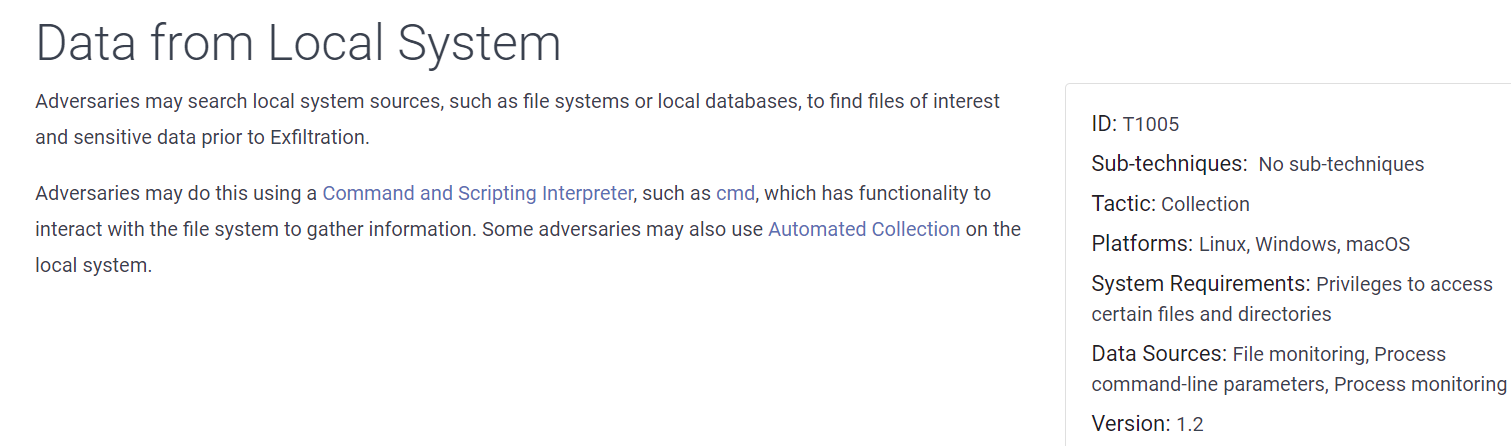 Data from Local System
Adversaries may search local system sources, such as file systems or local databases, to find files of interest
and sensitive data prior to Exfiltration.
Adversaries may do this using a Command and Scripting Interpreter, such as cmd, which has functionality to
interact with the file system to gather information. Some adversaries may also use Automated Collection on the
local system.
ID: T1005
Sub-techniques: No sub-techniques
Tactic: Collection
Platforms: Linux, Windows, macOS
System Requirements: Privileges to access
certain files and directories
Data Sources: File monitoring, Process
command-line parameters, Process monitoring
Version: 1.2